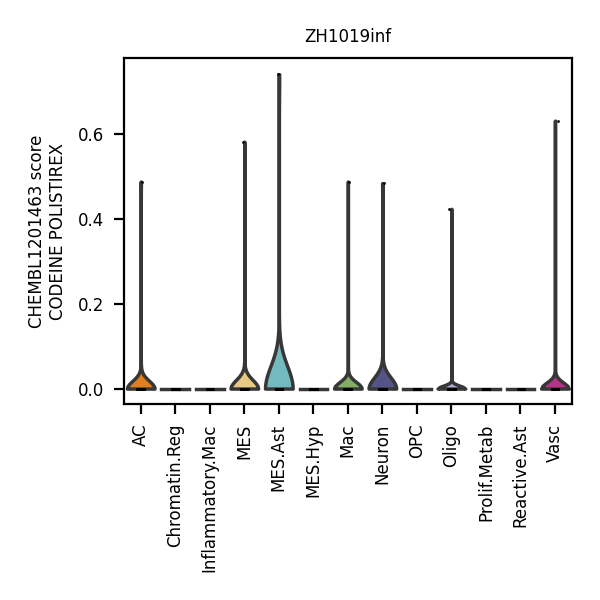 ZH1019inf
CHEMBL1201463 score
CODEINE POLISTIREX
0.6
0.4
0.2
0.0
AC
Chromatin.Reg
Inflammatory.Mac
MES
MES.Ast
MES.Hyp
Mac
Neuron
OPC
Oligo
Prolif.Metab
Reactive.Ast
Vasc